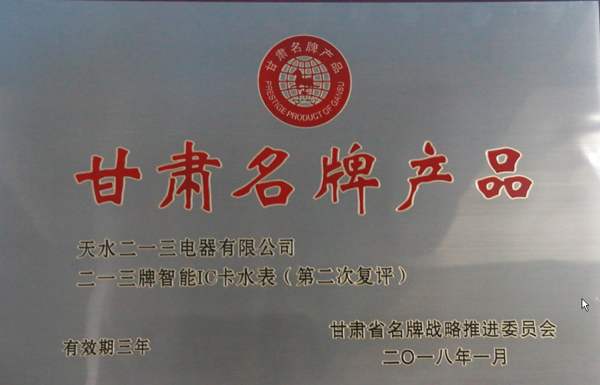 甘肃名牌产品
PRESTIGE PRODUCT OF GANSU
甘肃名牌产品
天水二一三电器有限公司
二一三牌智能IC卡水表（第二次复评）
有效期三年
甘肃省名牌战略推进委员会
二〇一八年一月